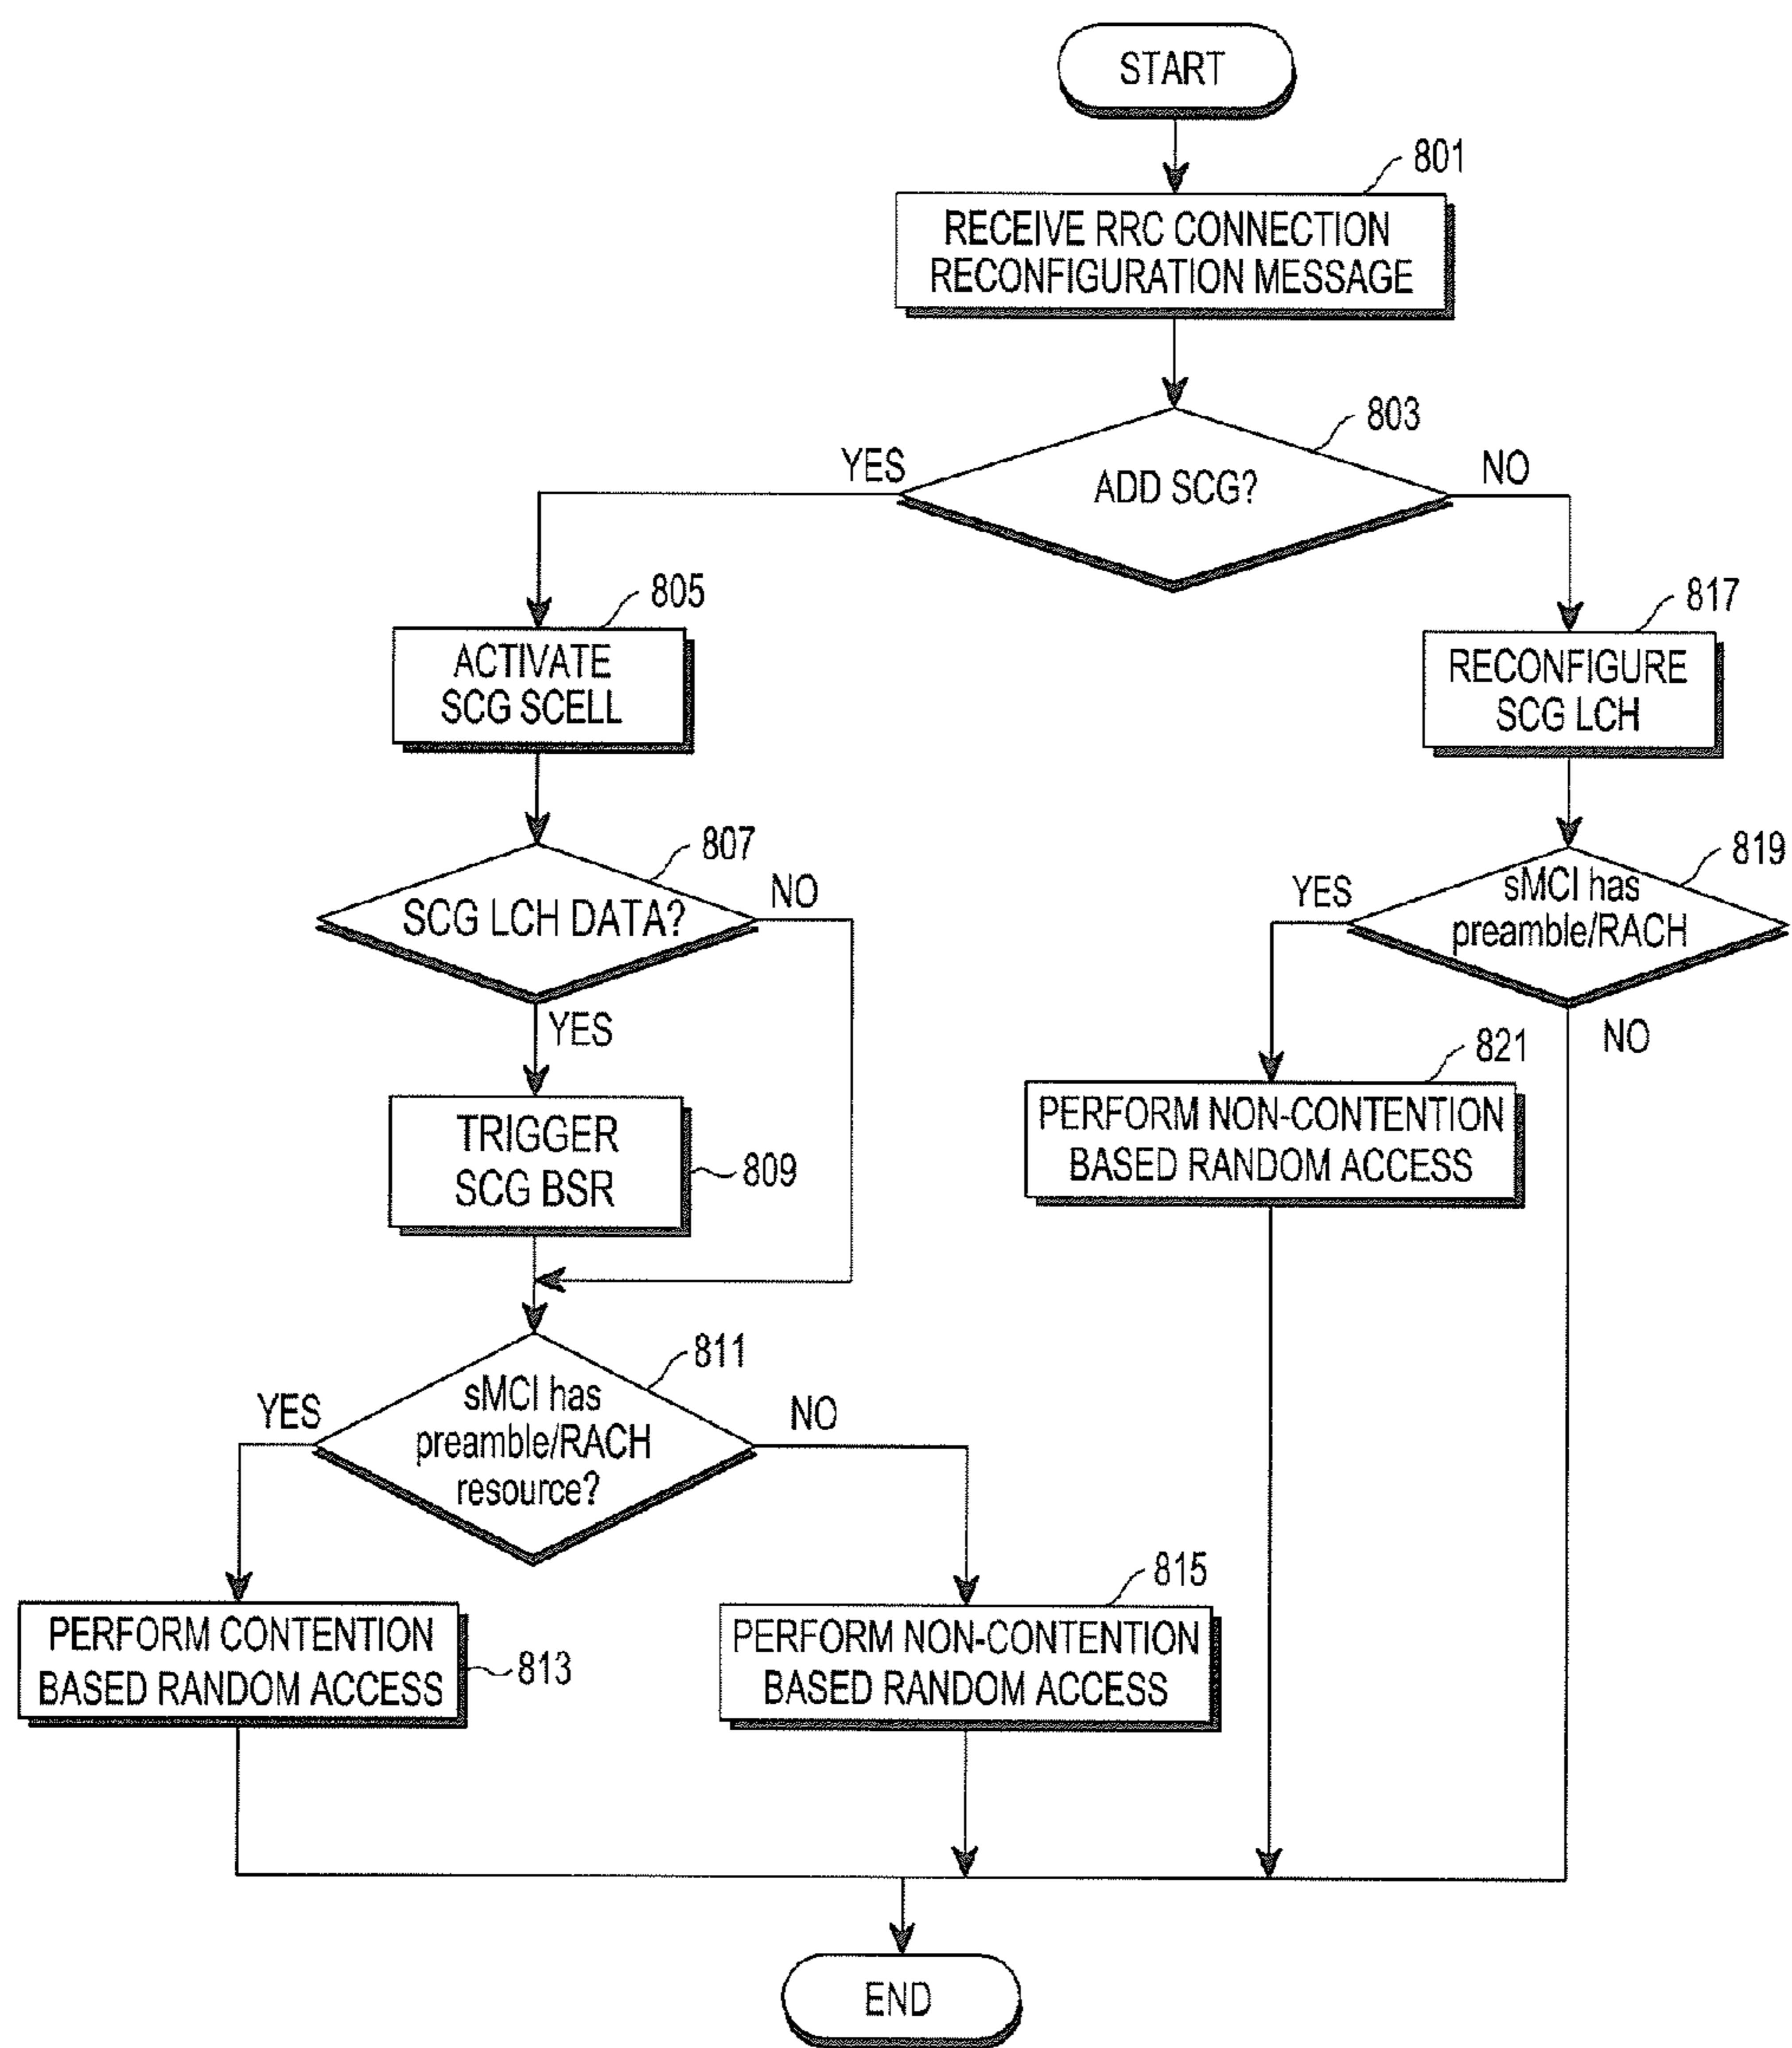 START
801
RECEIVE RRC CONNECTION
RECONFIGURATION MESSAGE
803
YES
ADD SCG?
NO
805
ACTIVATE
SCG SCELL
817
RECONFIGURE
SCG LCH
807
SCG LCH DATA?
NO
YES
819
YES
sMCI has
preamble/RACH
NO
TRIGGER
SCG BSR
809
821
PERFORM NON-CONTENTION
BASED RANDOM ACCESS
811
YES
sMCI has
preamble/RACH
resource?
NO
PERFORM CONTENTION
BASED RANDOM ACCESS
813
815
PERFORM NON-CONTENTION
BASED RANDOM ACCESS
END